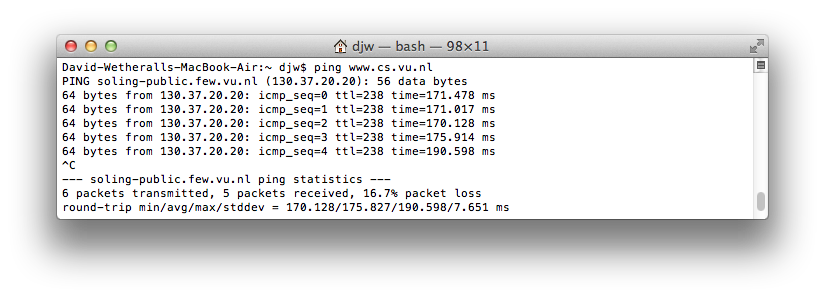 djw — bash — 98×11
David-Wetheralls-MacBook-Air:~ djw$ ping www.cs.vu.nl
PING soling-public.few.vu.nl (130.37.20.20): 56 data bytes
64 bytes from 130.37.20.20: icmp_seq=0 ttl=238 time=171.478 ms
64 bytes from 130.37.20.20: icmp_seq=1 ttl=238 time=171.017 ms
64 bytes from 130.37.20.20: icmp_seq=2 ttl=238 time=170.128 ms
64 bytes from 130.37.20.20: icmp_seq=3 ttl=238 time=175.914 ms
64 bytes from 130.37.20.20: icmp_seq=4 ttl=238 time=190.598 ms
^C
--- soling-public.few.vu.nl ping statistics ---
6 packets transmitted, 5 packets received, 16.7% packet loss
round-trip min/avg/max/stddev = 170.128/175.827/190.598/7.651 ms